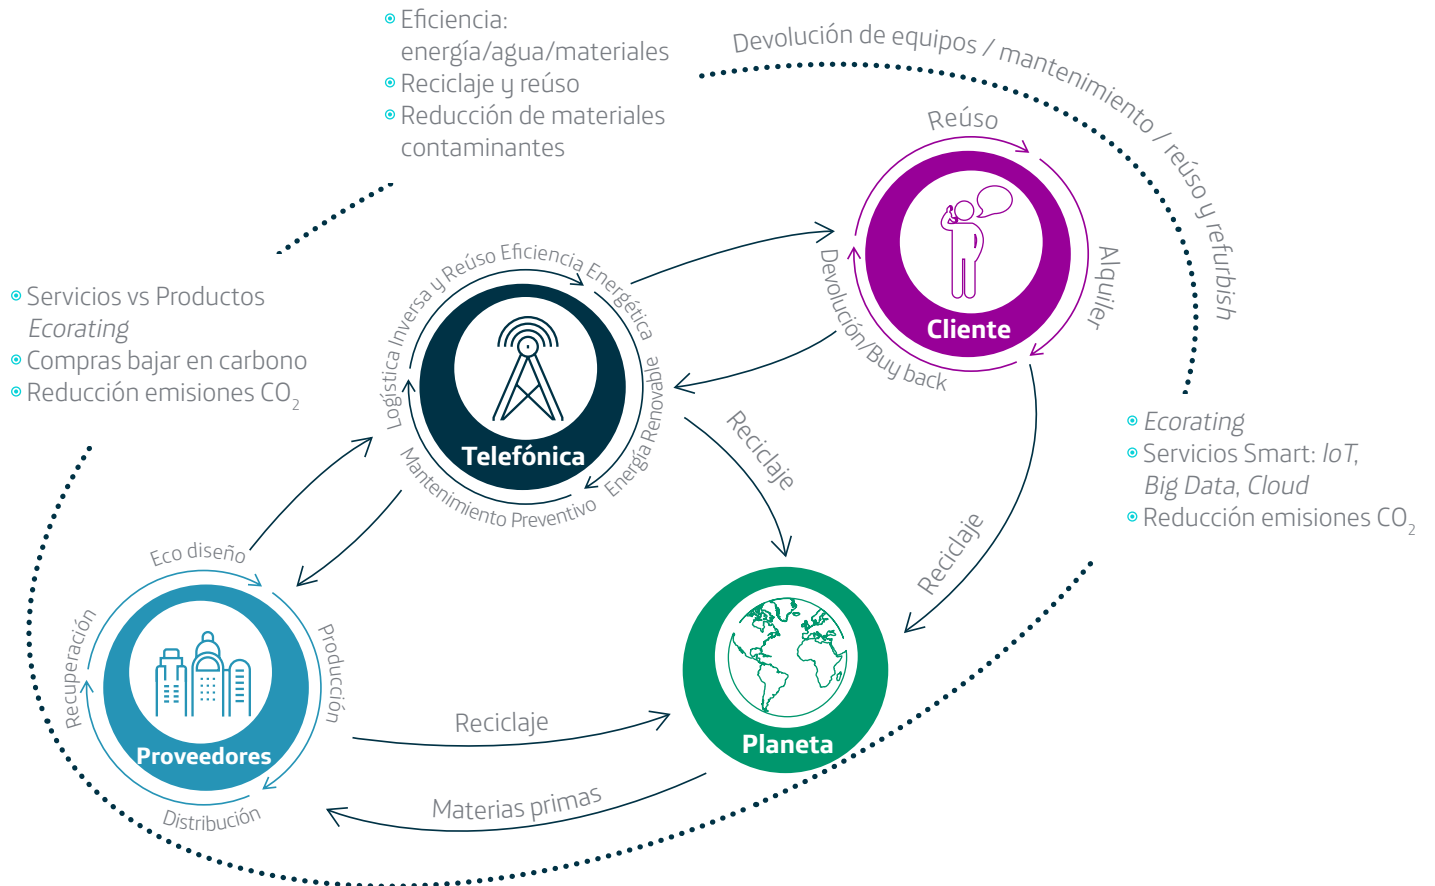 Eficiencia:
energía/agua/materiales
Reciclaje y reúso
Reducción de materiales
contaminantes
Devolución de equipos / mantenimiento / reúso y refurbish
Reúso
Alquiler
Devolución/Buy back
Cliente
Servicios vs Productos
Ecorating
Compras bajar en carbono
Reducción emisiones CO₂
Logística Inversa y Reúso
Eficiencia Energética
Energía Renovable
Mantenimiento Preventivo
Telefónica
Reciclaje
Reciclaje
Ecorating
Servicios Smart: IoT,
Big Data, Cloud
Reducción emisiones CO₂
Eco diseño
Producción
Distribución
Recuperación
Proveedores
Reciclaje
Materias primas
Planeta